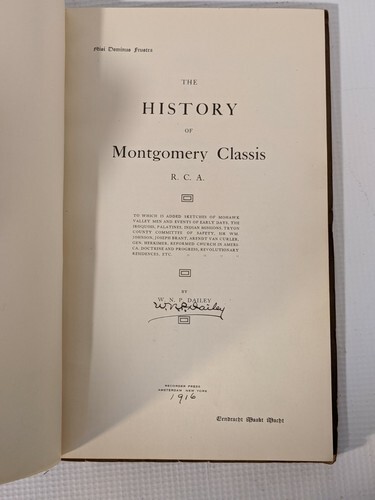 Nisi Dominus Frustra
THE
HISTORY
OF
Montgomery Classis
R. C. A.
TO WHICH IS ADDED SKETCHES OF MOHAWK
VALLEY MEN AND EVENTS OF EARLY DAYS, THE
IROQUOIS, PALATINES, INDIAN MISSIONS, TRYON
COUNTY COMMITTEE OF SAFETY, SIR WM
JOHNSON, JOSEPH BRANT, ARENDT VAN CURLER,
GEN. HERKIMER, REFORMED CHURCH IN AMERI-
CA, DOCTRINE AND PROGRESS, REVOLUTIONARY
RESIDENCES, ETC.
BY
W. N. P. DAILEY
W. N. P. Dailey
RECORDER PRESS
AMSTERDAM, NEW YORK
1916
Eendracht Maakt Macht